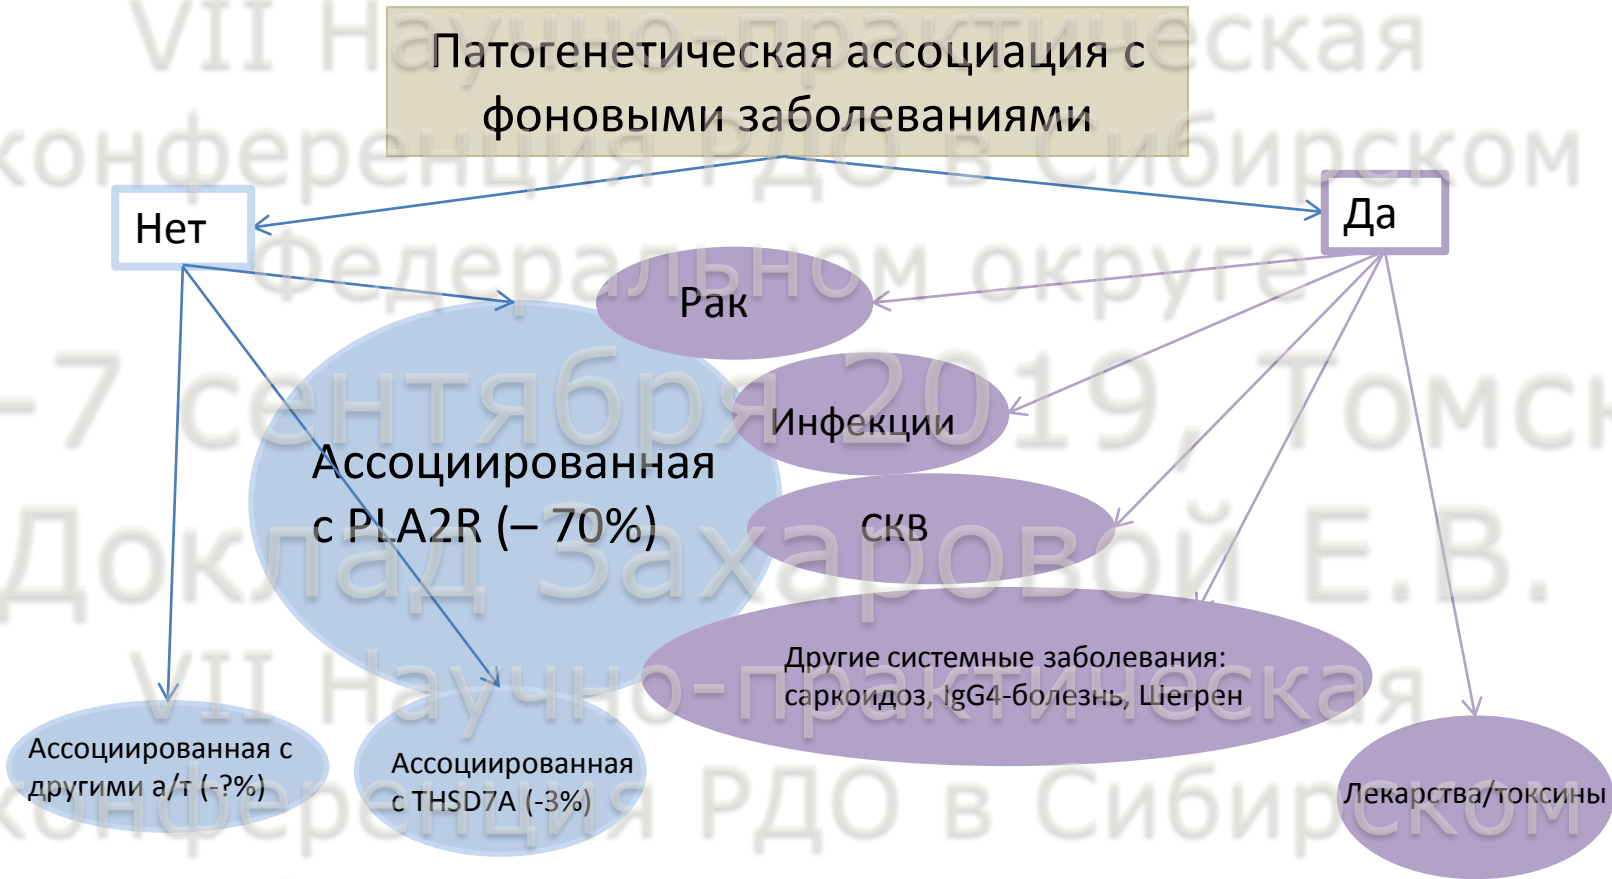 Патогенетическая ассоциация с
фоновыми заболеваниями
Нет
Да
Рак
Инфекции
Ассоциированная
с PLA2R (– 70%)
СКВ
Другие системные заболевания:
саркоидоз, IgG4-болезнь, Шегрен
Ассоциированная с
другими а/т (-?%)
Ассоциированная
с THSD7A (-3%)
Лекарства/токсины
VII Научно-практическая
конференция РДО в Сибирском
Федеральном округе
-7 сентября 2019, Томск
Доклад Захаровой Е.В.
VII Научно-практическая
конференция РДО в Сибирском